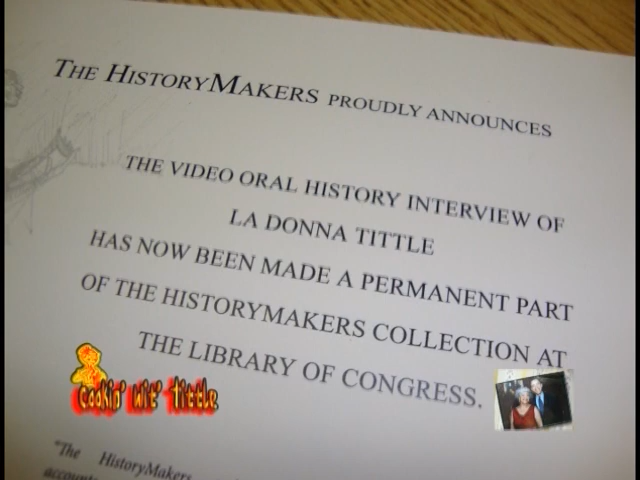 THE HISTORYMAKERS PROUDLY ANNOUNCES
THE VIDEO ORAL HISTORY INTERVIEW OF
LA DONNA TITTLE
HAS NOW BEEN MADE A PERMANENT PART
OF THE HISTORYMAKERS COLLECTION AT
THE LIBRARY OF CONGRESS.
cookin' wit' tittle
"The HistoryMakers